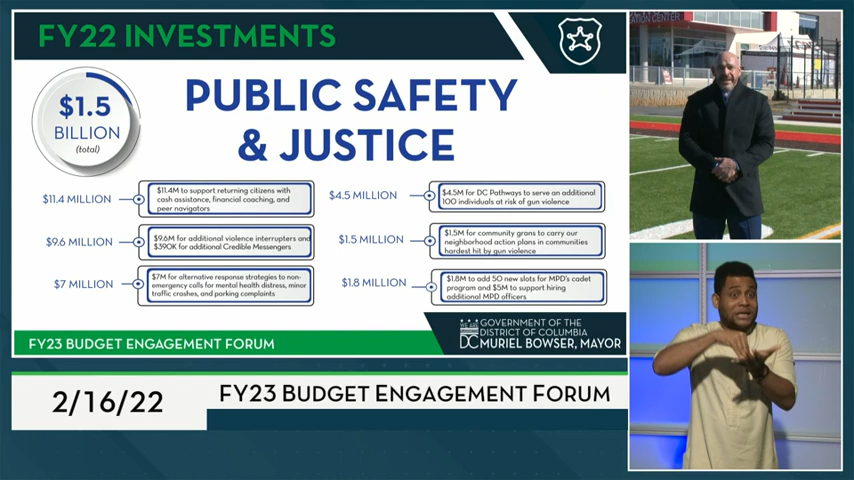 FY22 INVESTMENTS
$1.5
BILLION
(total)
PUBLIC SAFETY
& JUSTICE
$11.4 MILLION
$11.4M to support returning citizens with
cash assistance, financial coaching, and
peer navigators
$9.6 MILLION
$9.6M for additional violence interrupters and
$390K for additional Credible Messengers
$7 MILLION
$7M for alternative response strategies to non-
emergency calls for mental health distress, minor
traffic crashes, and parking complaints
$4.5 MILLION
$4.5M for DC Pathways to serve an additional
100 individuals at risk of gun violence
$1.5 MILLION
$1.5M for community grans to carry our
neighborhood action plans in communities
hardest hit by gun violence
$1.8 MILLION
$1.8M to add 50 new slots for MPD's cadet
program and $5M to support hiring
additional MPD officers
FY23 BUDGET ENGAGEMENT FORUM
WE ARE
DC
GOVERNMENT OF THE
DISTRICT OF COLUMBIA
MURIEL BOWSER, MAYOR
2/16/22
FY23 BUDGET ENGAGEMENT FORUM
CENTER